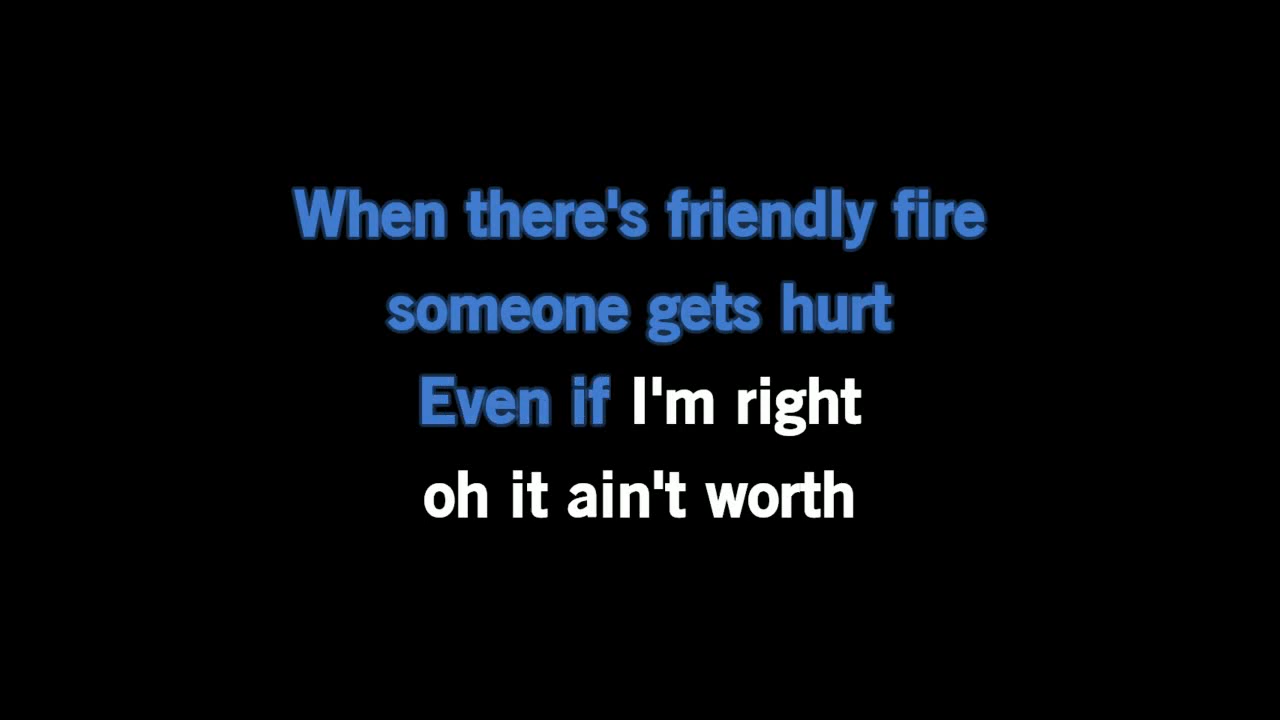 When there's friendly fire
someone gets hurt
Even if I'm right
oh it ain't worth